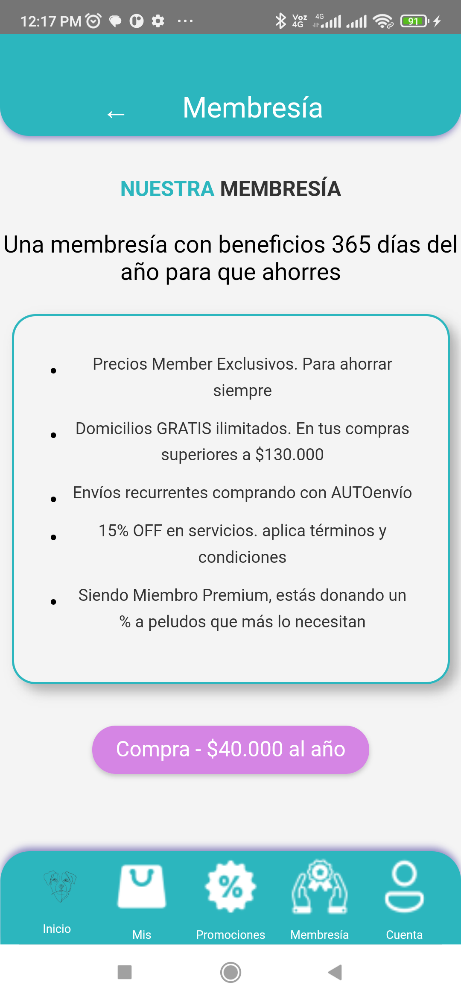 12:17 PM
Voz 4G
4G
91
← Membresía
NUESTRA MEMBRESÍA
Una membresía con beneficios 365 días del
año para que ahorres
• Precios Member Exclusivos. Para ahorrar
siempre
• Domicilios GRATIS ilimitados. En tus compras
superiores a $130.000
• Envíos recurrentes comprando con AUTOenvío
• 15% OFF en servicios. aplica términos y
condiciones
• Siendo Miembro Premium, estás donando un
% a peludos que más lo necesitan
Compra - $40.000 al año
%
Inicio
Mis
Promociones
Membresía
Cuenta